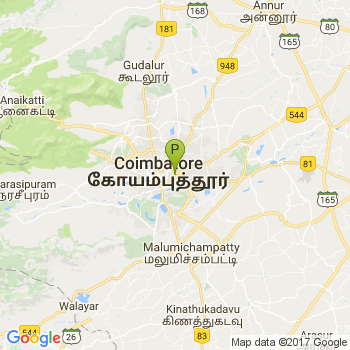 Annur
அன்னூர்
181
165
80
Gudalur
கூடலூர்
948
Anaikatti
னைகட்டி
544
P
Coimbatore
கோயம்புத்தூர்
81
arasipuram
நரசீபுரம்
165
Malumichampatty
மலுமிச்சம்பட்டி
Walayar
544
26
Kinathukadavu
கிணத்துகடவு
83
Arasur
Google
Map data ©2017 Google